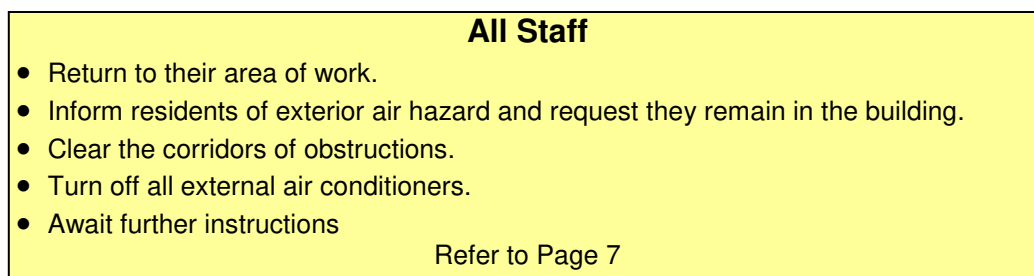 All Staff
• Return to their area of work.
• Inform residents of exterior air hazard and request they remain in the building.
• Clear the corridors of obstructions.
• Turn off all external air conditioners.
• Await further instructions
Refer to Page 7